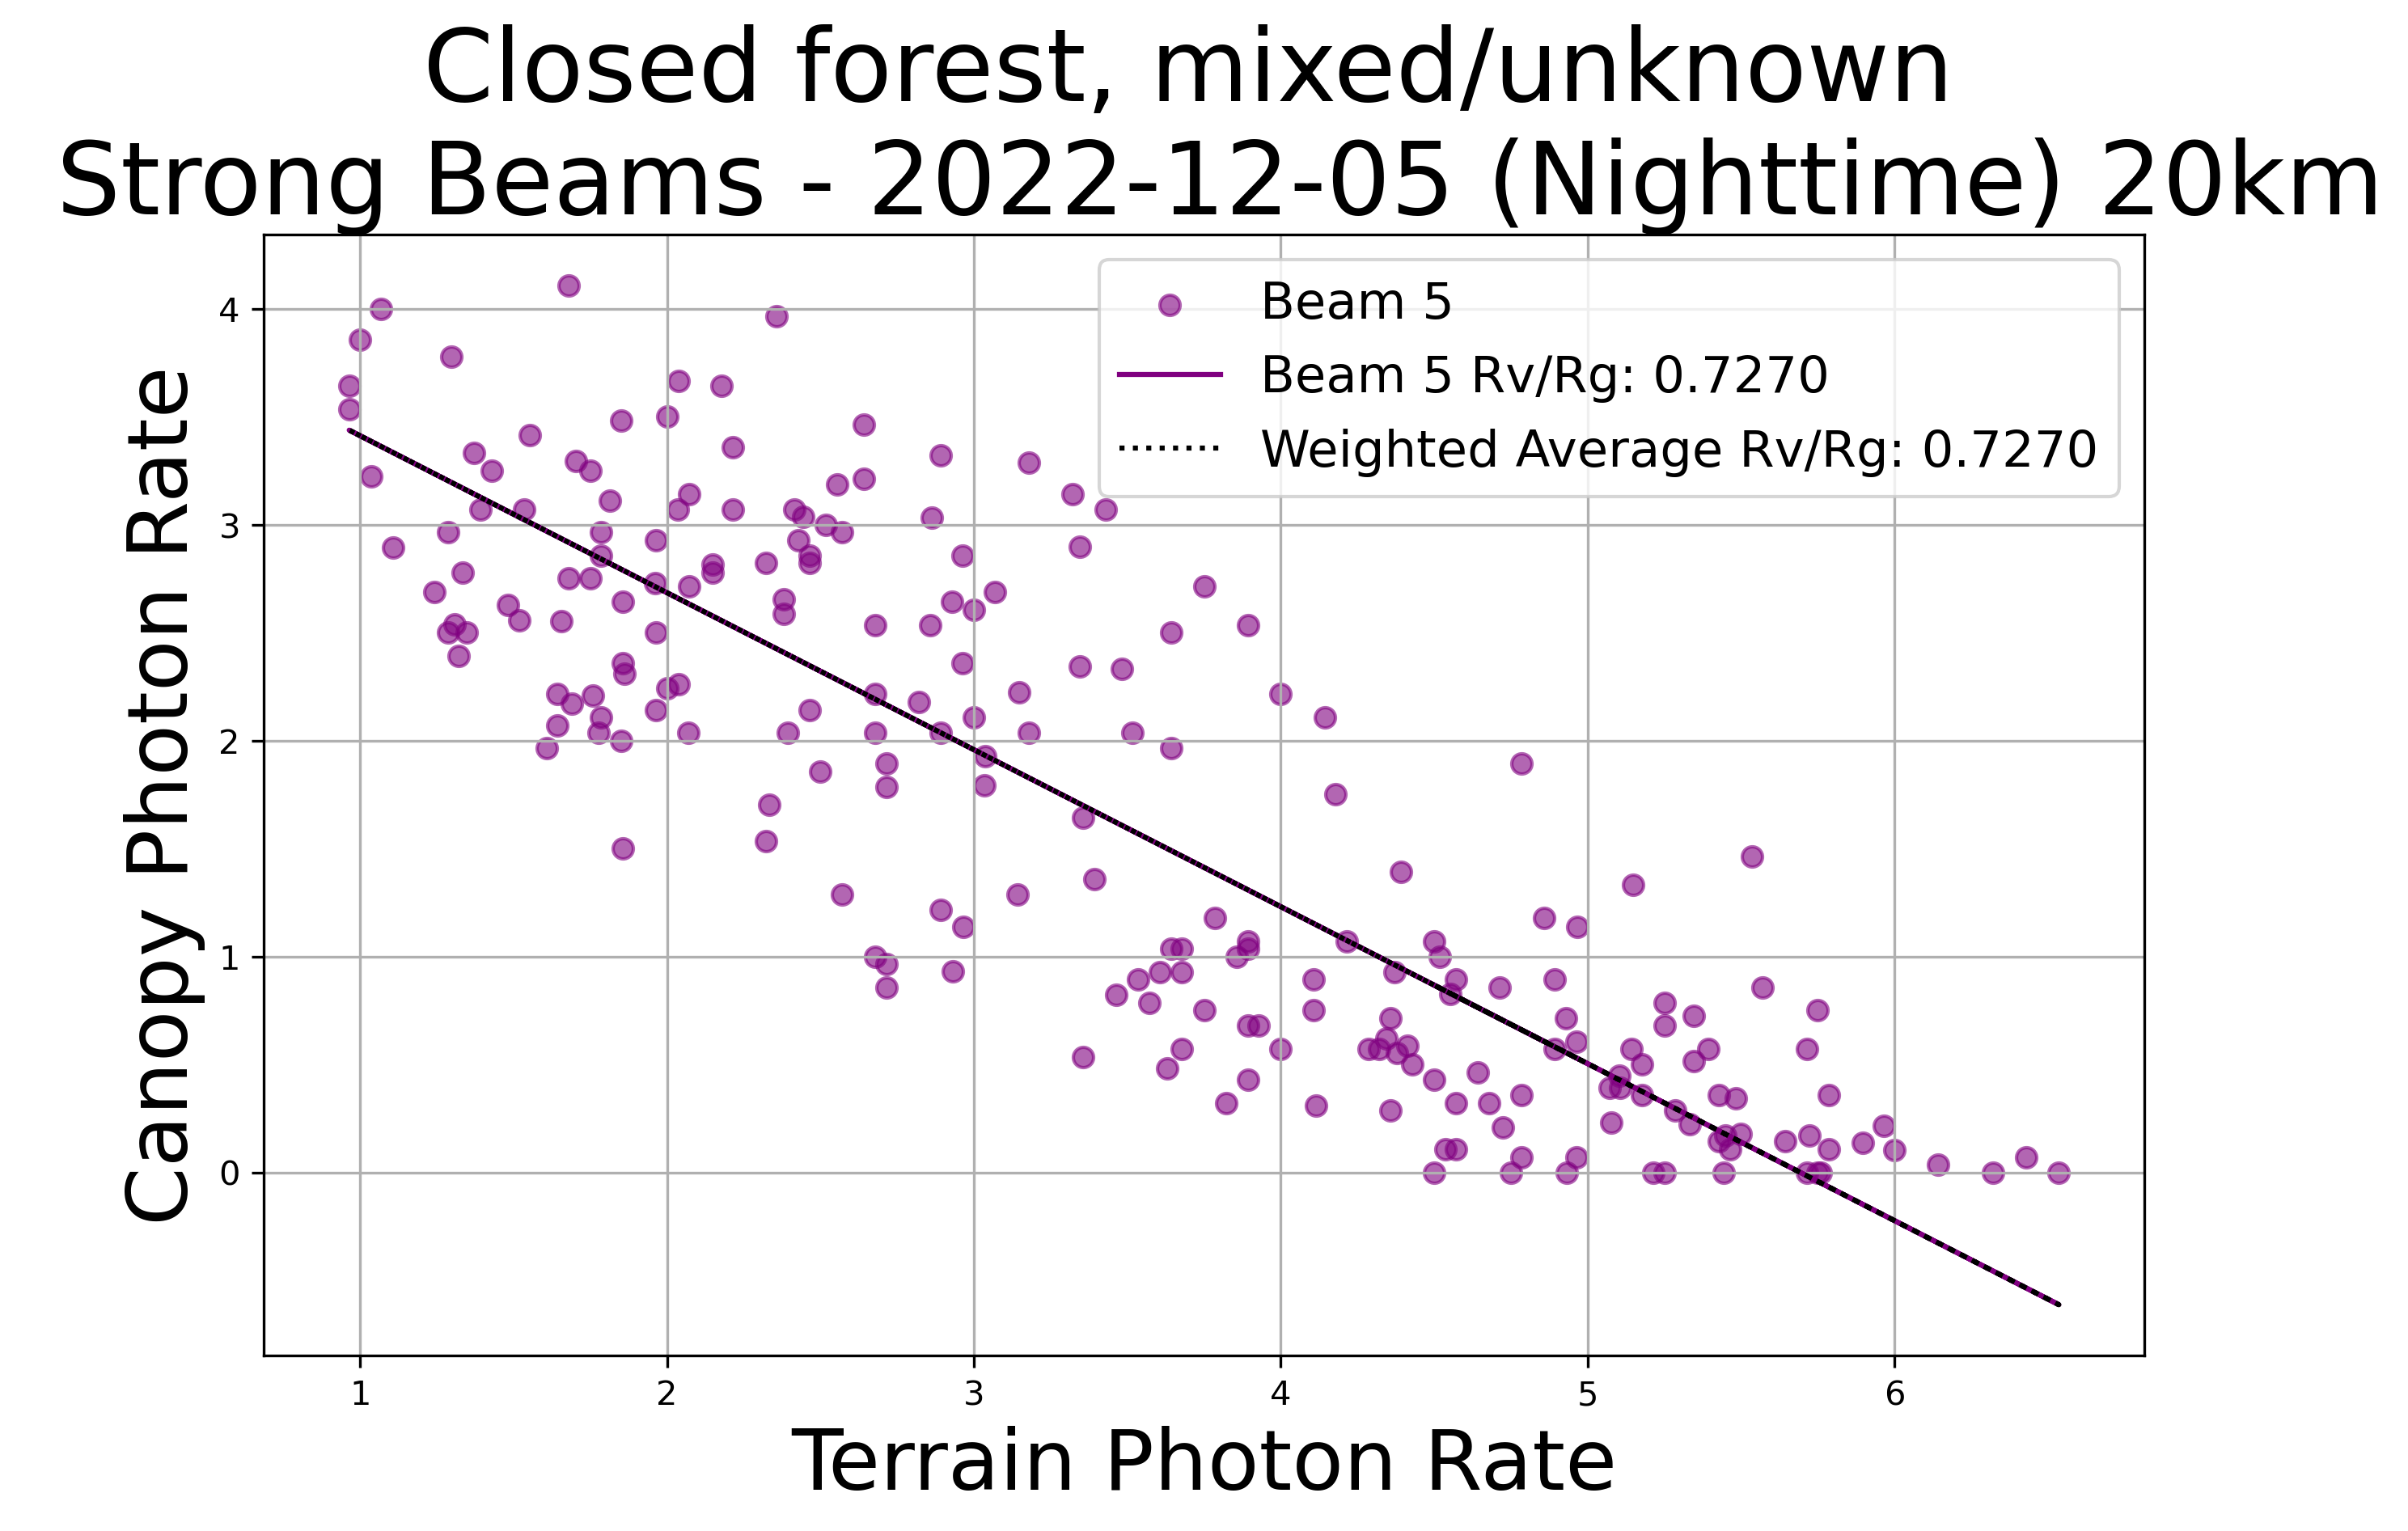 Closed forest, mixed/unknown
Strong Beams - 2022-12-05 (Nighttime) 20km
Beam 5
Beam 5 Rv/Rg: 0.7270
Weighted Average Rv/Rg: 0.7270
Canopy Photon Rate
4
3
2
1
0
1 2 3 4 5 6
Terrain Photon Rate